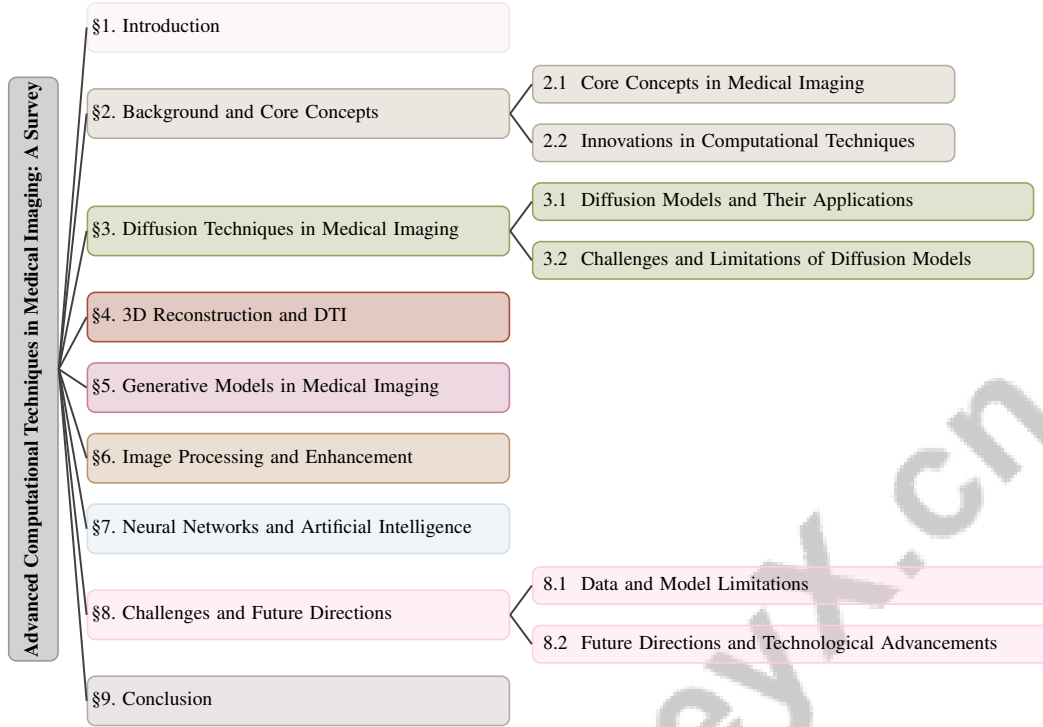 Advanced Computational Techniques in Medical Imaging: A Survey
§1. Introduction
§2. Background and Core Concepts
2.1 Core Concepts in Medical Imaging
2.2 Innovations in Computational Techniques
§3. Diffusion Techniques in Medical Imaging
3.1 Diffusion Models and Their Applications
3.2 Challenges and Limitations of Diffusion Models
§4. 3D Reconstruction and DTI
§5. Generative Models in Medical Imaging
§6. Image Processing and Enhancement
§7. Neural Networks and Artificial Intelligence
§8. Challenges and Future Directions
8.1 Data and Model Limitations
8.2 Future Directions and Technological Advancements
§9. Conclusion
eyx.cn